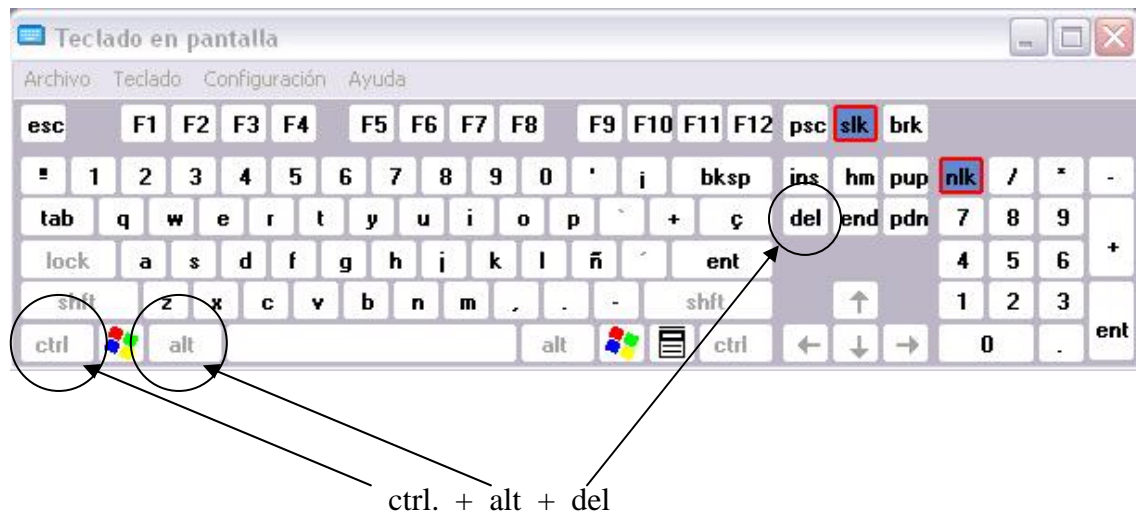 Teclado en pantalla
Archivo Teclado Configuración Ayuda
esc F1 F2 F3 F4 F5 F6 F7 F8 F9 F10 F11 F12 psc slk brk
º 1 2 3 4 5 6 7 8 9 0 ' ¡ bksp ins hm pup nlk / * -
tab q w e r t y u i o p ` + ç del end pdn 7 8 9 +
lock a s d f g h j k l ñ ´ ent 4 5 6
shft z x c v b n m , . - shft ↑ 1 2 3 ent
ctrl alt alt ctrl ← ↓ → 0 .
ctrl. + alt + del